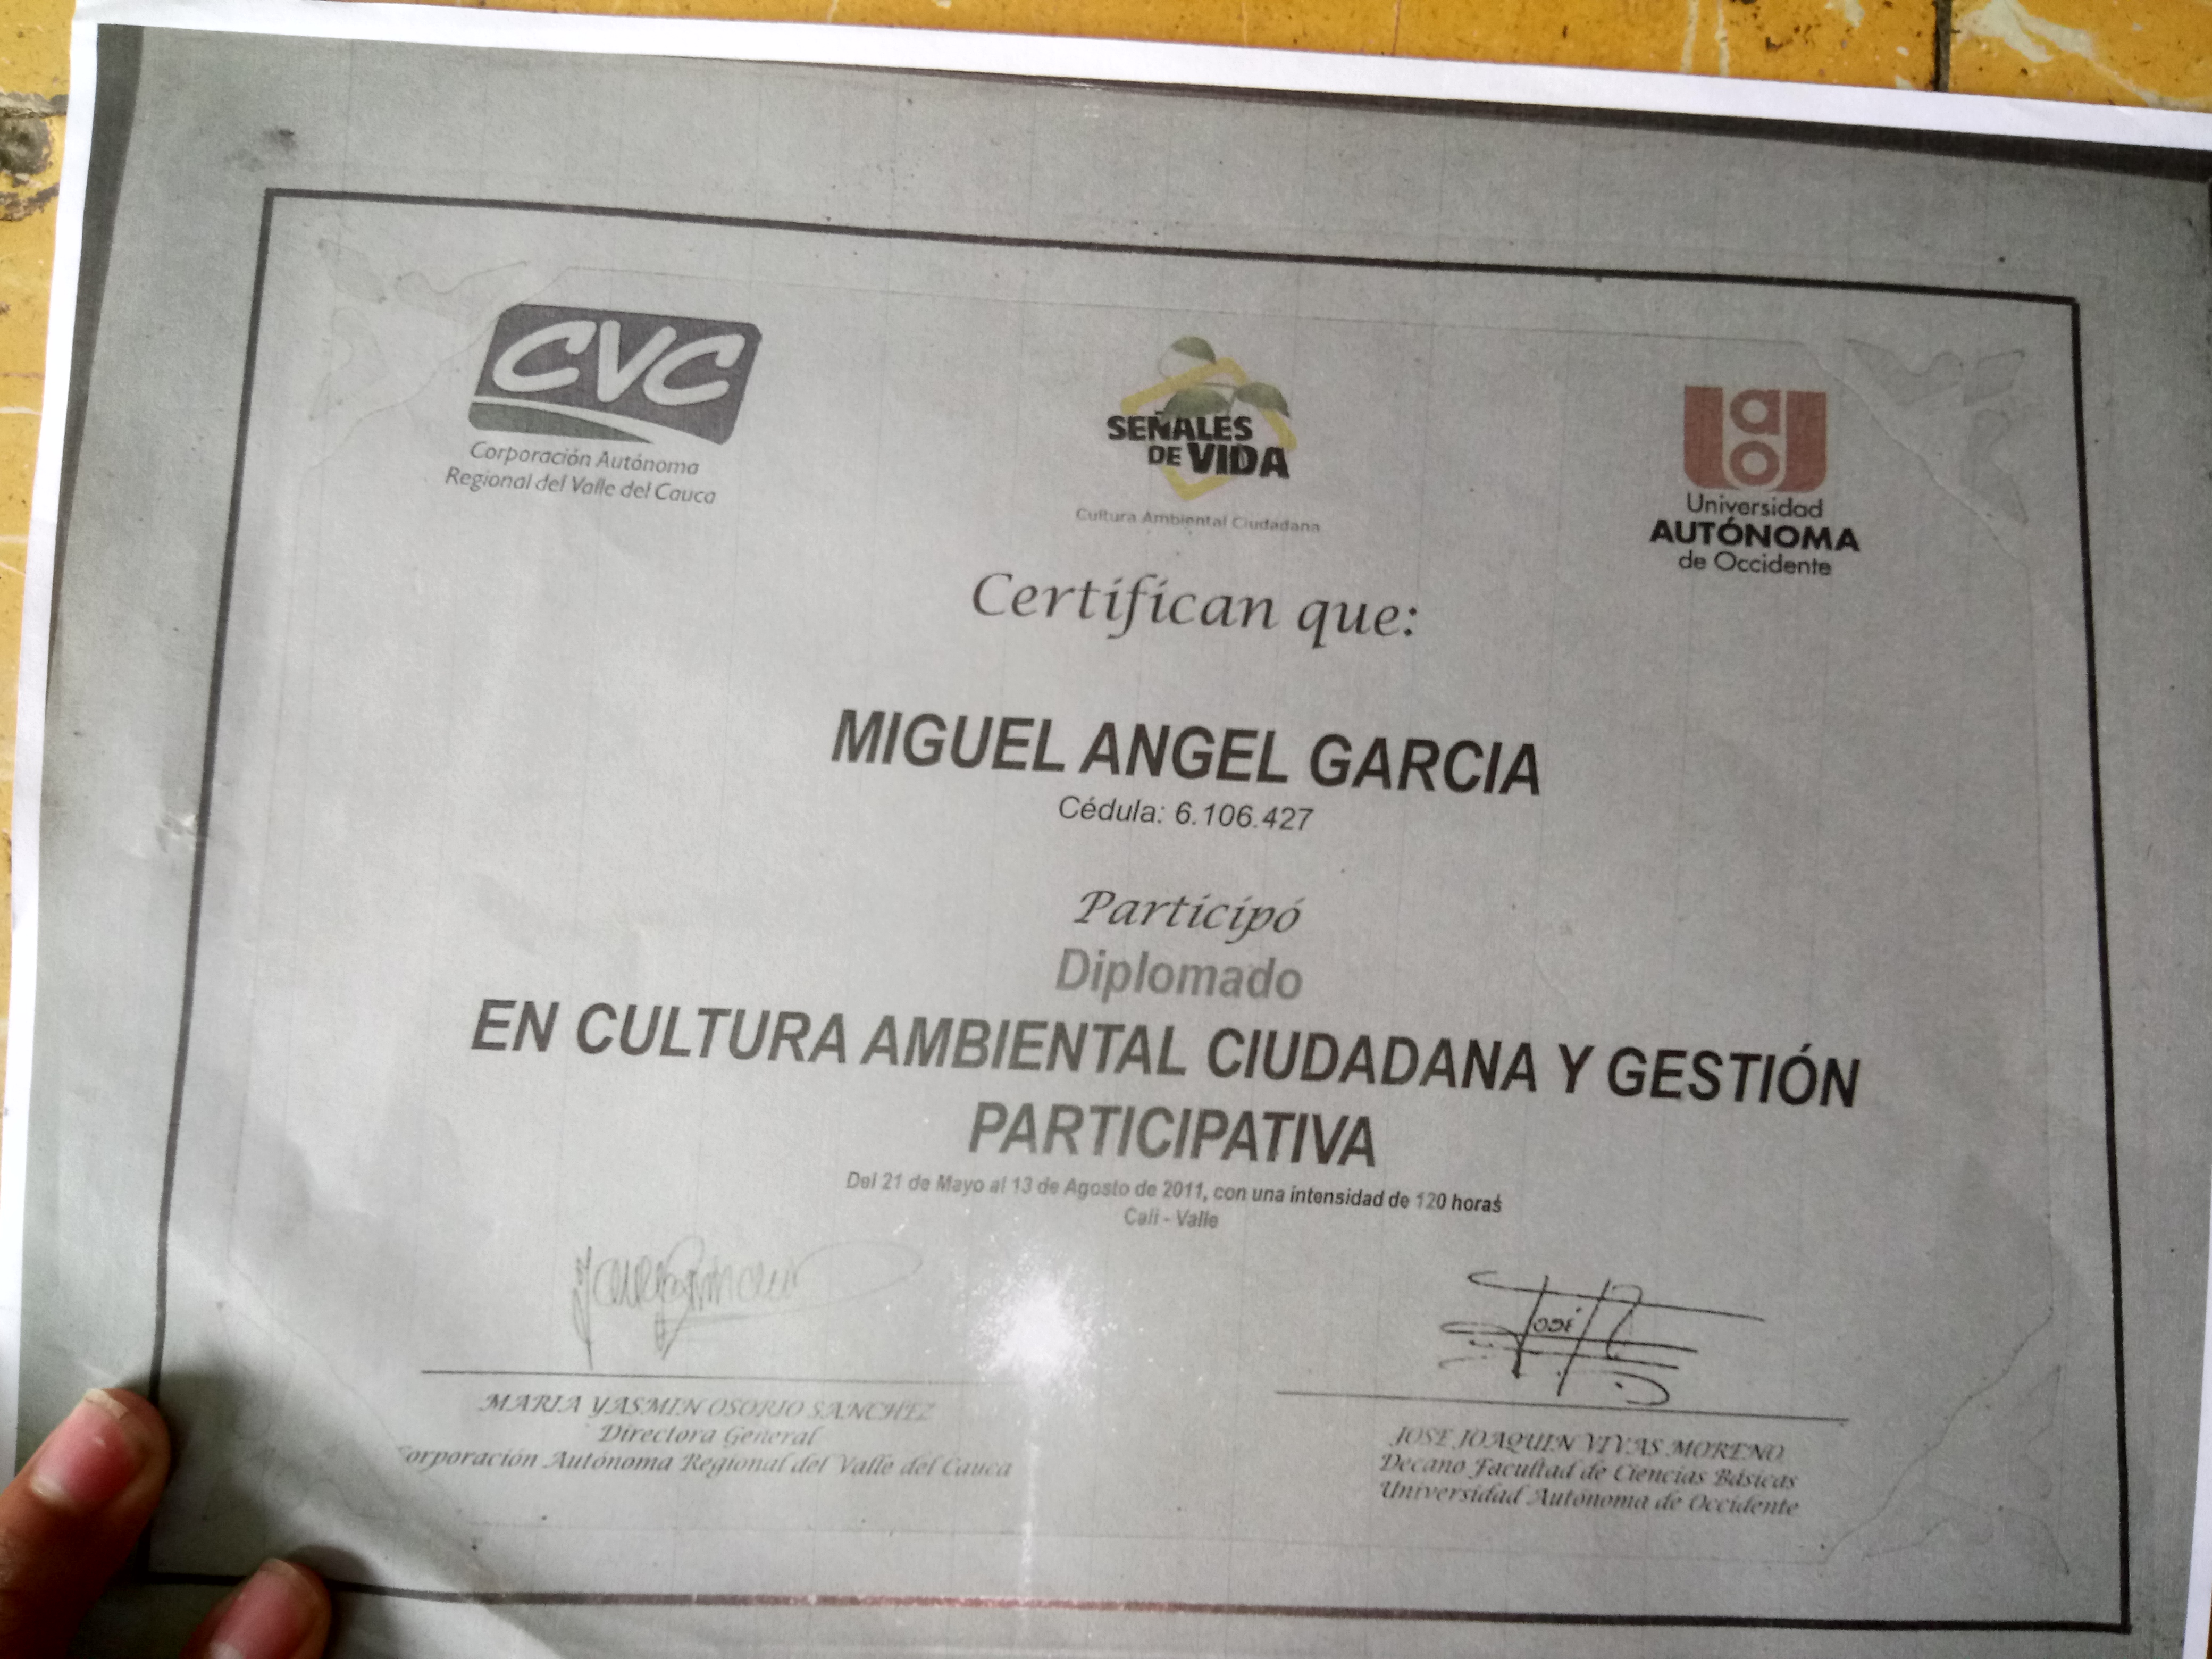 CVC
Corporación Autónoma
Regional del Valle del Cauca
SEÑALES
DE VIDA
Cultura Ambiental Ciudadana
uao
Universidad
AUTÓNOMA
de Occidente
Certifican que:
MIGUEL ANGEL GARCIA
Cédula: 6.106.427
Participó
Diplomado
EN CULTURA AMBIENTAL CIUDADANA Y GESTIÓN
PARTICIPATIVA
Del 21 de Mayo al 13 de Agosto de 2011, con una intensidad de 120 horas
Cali - Valle
José
MARIA YASMIN OSORIO SANCHEZ
Directora General
Corporación Autónoma Regional del Valle del Cauca
JOSE JOAQUIN VIVAS MORENO
Decano Facultad de Ciencias Básicas
Universidad Autónoma de Occidente